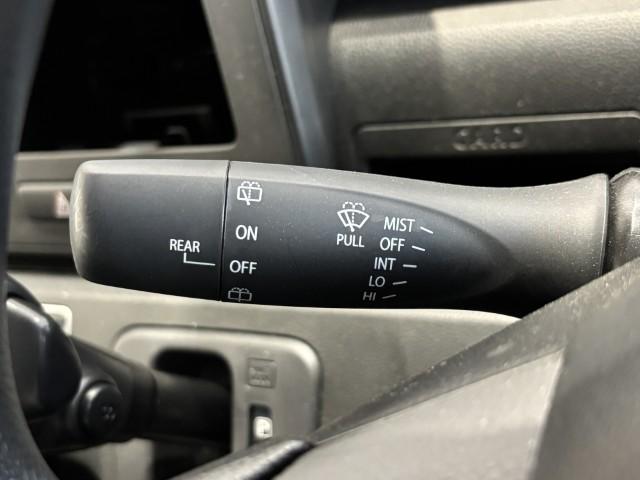 CARD
REAR
ON
OFF
PULL
MIST
OFF
INT
LO
HI